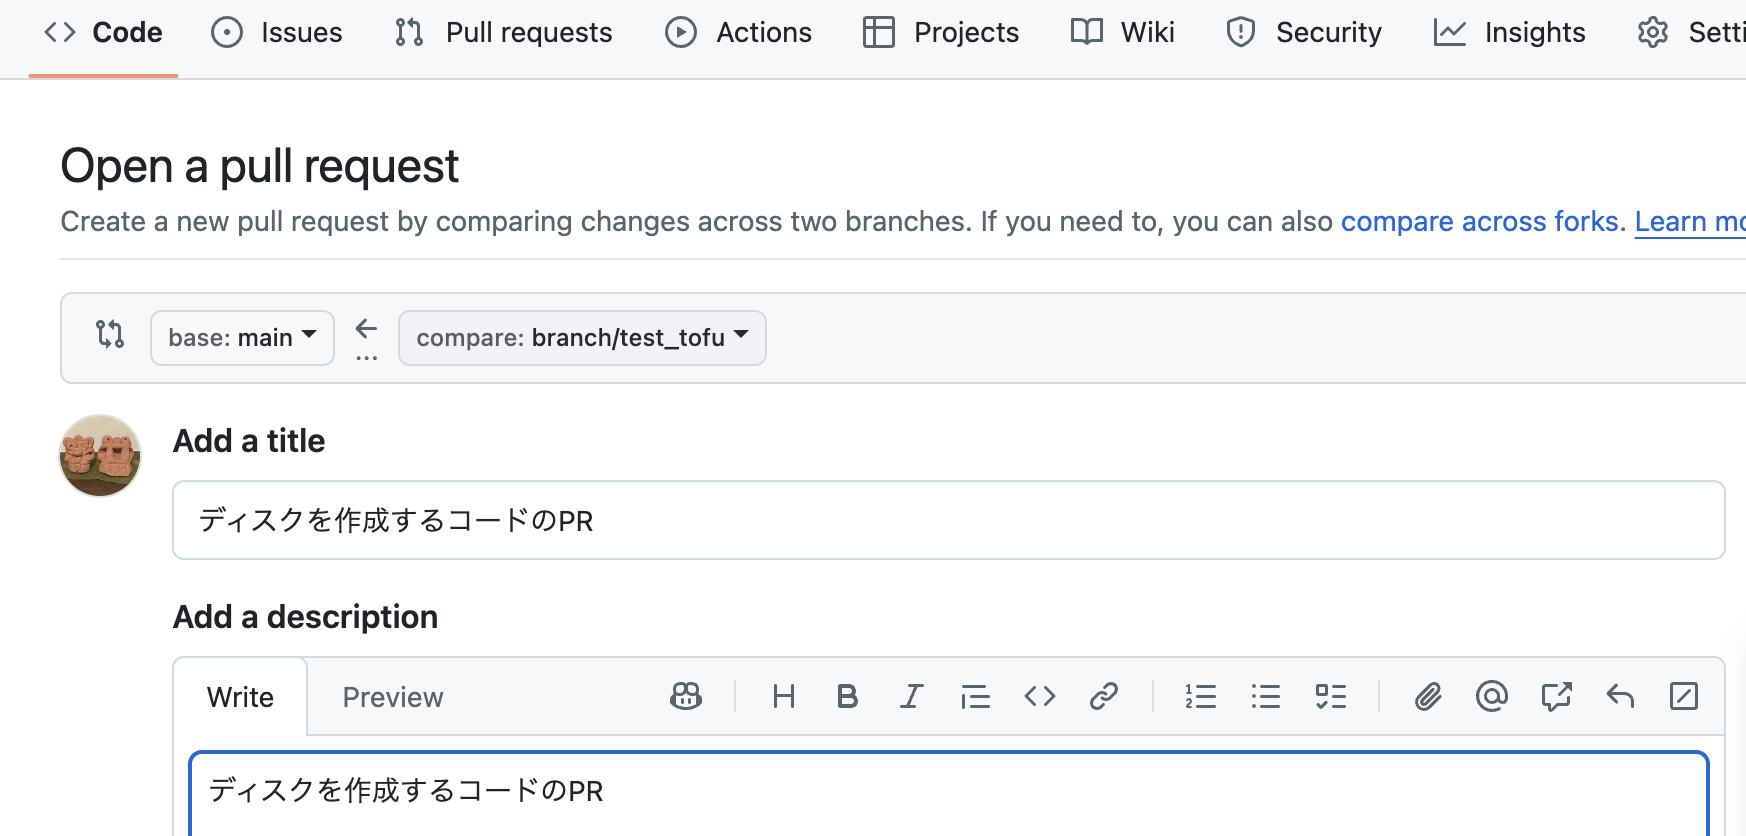 Code Issues Pull requests Actions Projects Wiki Security Insights Setti
Open a pull request
Create a new pull request by comparing changes across two branches. If you need to, you can also compare across forks. Learn mo
base: main ← compare: branch/test_tofu
...
Add a title
ディスクを作成するコードのPR
Add a description
Write Preview
ディスクを作成するコードのPR